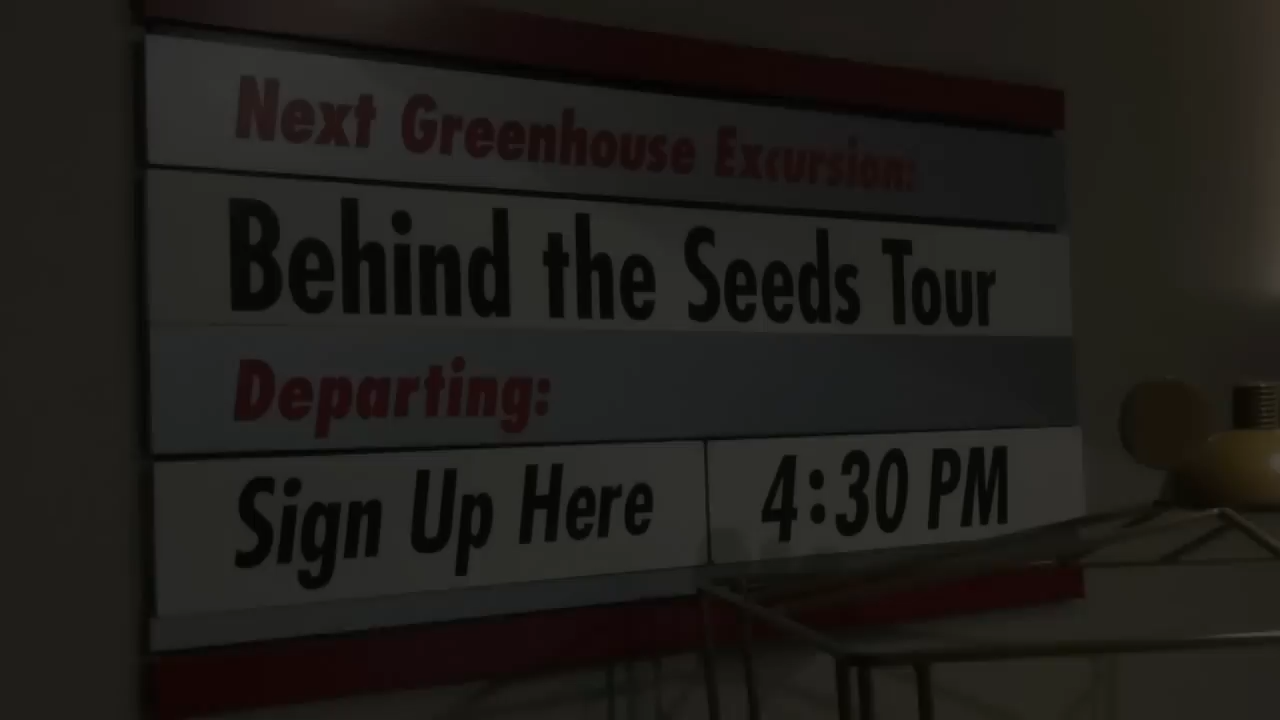 Next Greenhouse Excursion:
Behind the Seeds Tour
Departing:
Sign Up Here 4:30 PM